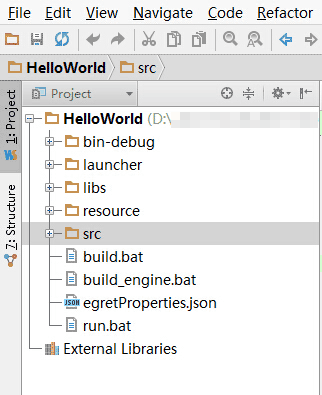 File Edit View Navigate Code Refactor
HelloWorld src
1: Project
Project
HelloWorld (D:\
bin-debug
launcher
libs
resource
src
build.bat
build_engine.bat
JSON egretProperties.json
run.bat
External Libraries
7: Structure